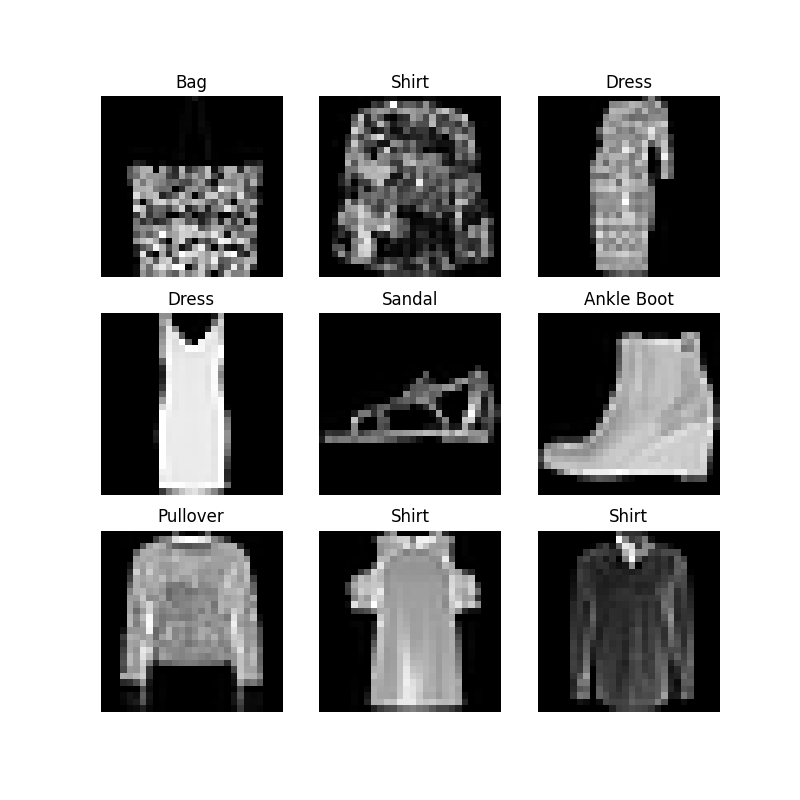 Bag
Shirt
Dress
Dress
Sandal
Ankle Boot
Pullover
Shirt
Shirt